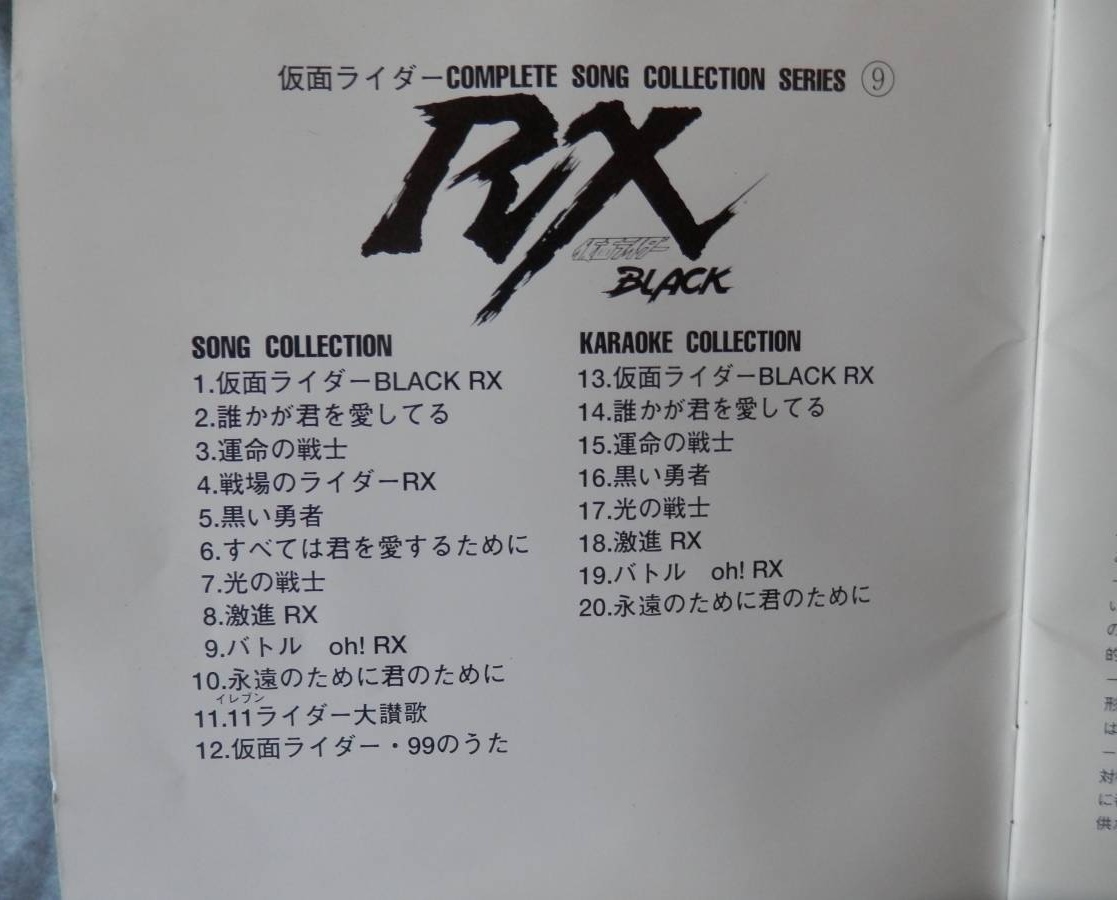 仮面ライダーCOMPLETE SONG COLLECTION SERIES ⑨
RX
仮面ライダー
BLACK
SONG COLLECTION
1.仮面ライダーBLACK RX
2.誰かが君を愛してる
3.運命の戦士
4.戦場のライダーRX
5.黒い勇者
6.すべては君を愛するために
7.光の戦士
8.激進 RX
9.バトル　oh! RX
10.永遠のために君のために
イレブン
11.11ライダー大讃歌
12.仮面ライダー・99のうた
KARAOKE COLLECTION
13.仮面ライダーBLACK RX
14.誰かが君を愛してる
15.運命の戦士
16.黒い勇者
17.光の戦士
18.激進 RX
19.バトル　oh! RX
20.永遠のために君のために
い
の
的
一
形
は
一
対
に
供